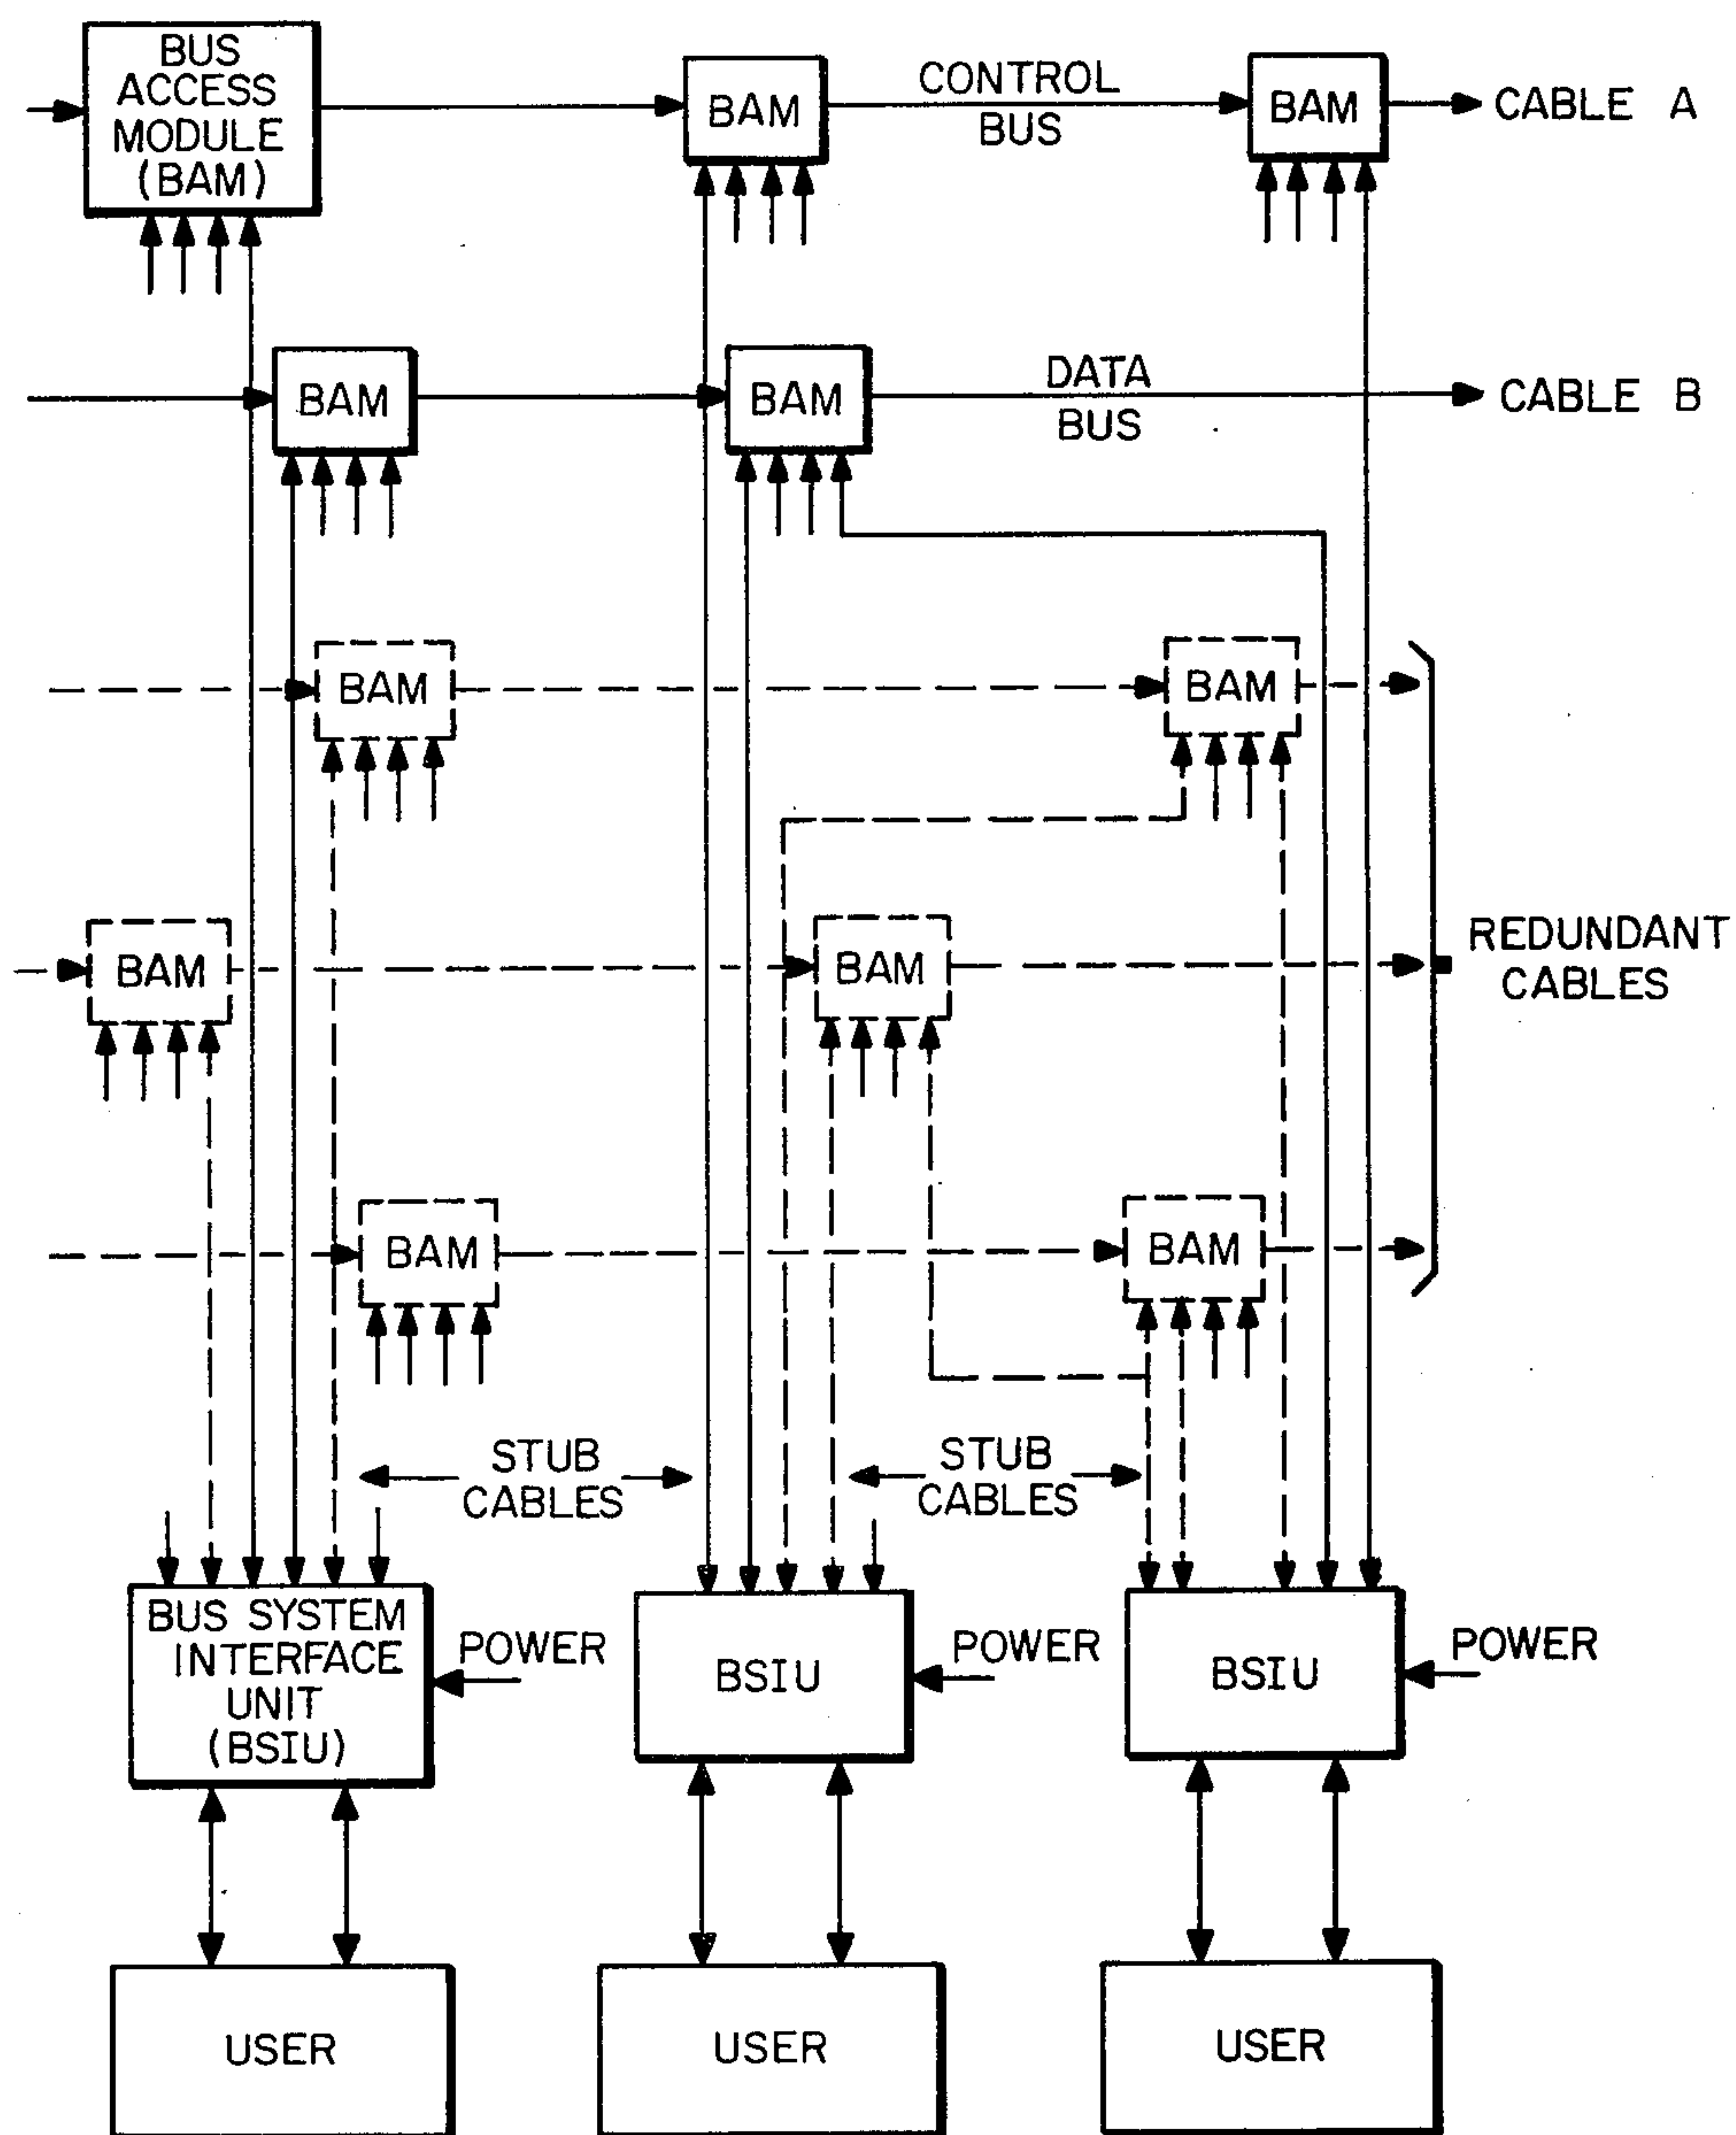 BUS
ACCESS
MODULE
(BAM)
BAM
CONTROL
BUS
BAM
CABLE A
BAM
BAM
DATA
BUS
CABLE B
BAM
BAM
BAM
BAM
REDUNDANT
CABLES
BAM
BAM
STUB
CABLES
STUB
CABLES
BUS SYSTEM
INTERFACE
UNIT
(BSIU)
POWER
BSIU
POWER
BSIU
POWER
USER
USER
USER